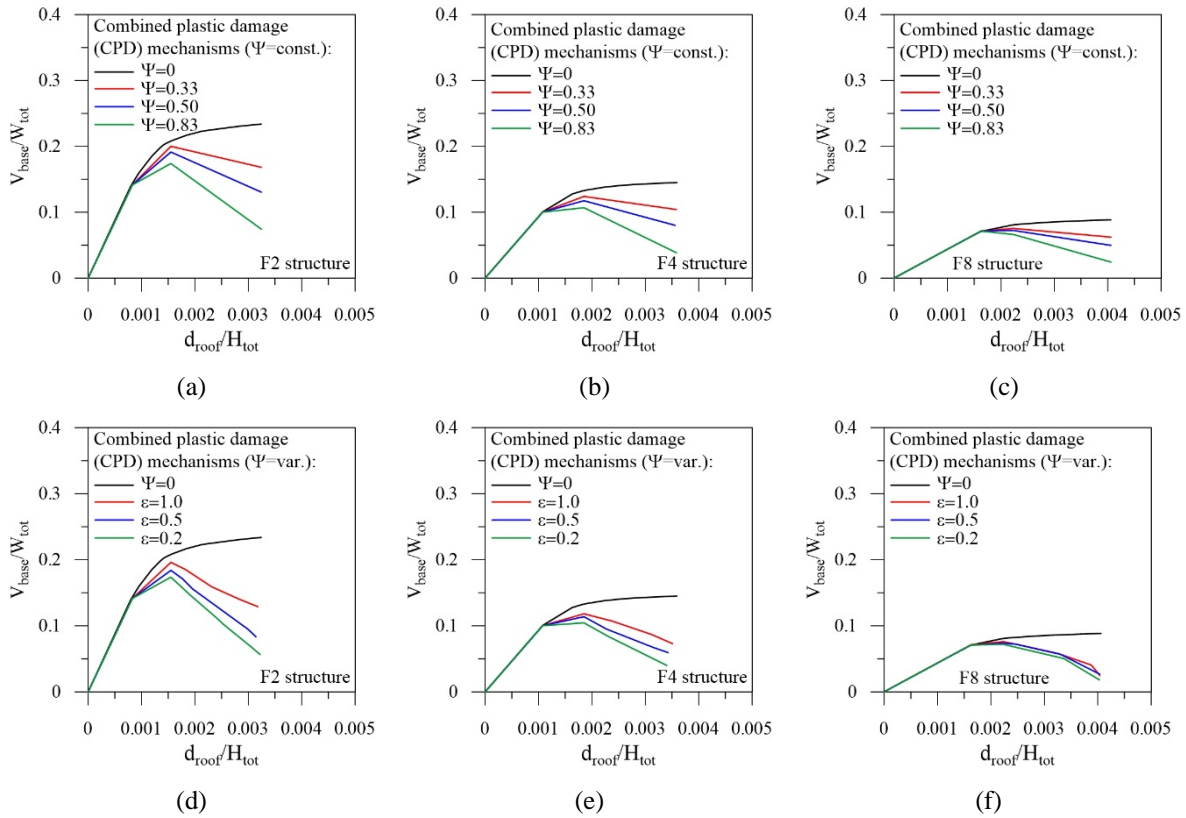 0.4
0.3
0.2
0.1
0
V_base/W_tot
Combined plastic damage
(CPD) mechanisms (Ψ=const.):
Ψ=0
Ψ=0.33
Ψ=0.50
Ψ=0.83
F2 structure
0 0.001 0.002 0.003 0.005
d_roof/H_tot
(a)
0.4
0.3
0.2
0.1
0
V_base/W_tot
Combined plastic damage
(CPD) mechanisms (Ψ=const.):
Ψ=0
Ψ=0.33
Ψ=0.50
Ψ=0.83
F4 structure
0 0.001 0.002 0.003 0.005
d_roof/H_tot
(b)
0.4
0.3
0.2
0.1
0
V_base/W_tot
Combined plastic damage
(CPD) mechanisms (Ψ=const.):
Ψ=0
Ψ=0.33
Ψ=0.50
Ψ=0.83
F8 structure
0 0.001 0.002 0.003 0.004 0.005
d_roof/H_tot
(c)
0.4
0.3
0.2
0.1
0
V_base/W_tot
Combined plastic damage
(CPD) mechanisms (Ψ=var.):
Ψ=0
ε=1.0
ε=0.5
ε=0.2
F2 structure
0 0.001 0.002 0.003 0.005
d_roof/H_tot
(d)
0.4
0.3
0.2
0.1
0
V_base/W_tot
Combined plastic damage
(CPD) mechanisms (Ψ=var.):
Ψ=0
ε=1.0
ε=0.5
ε=0.2
F4 structure
0 0.001 0.002 0.003 0.005
d_roof/H_tot
(e)
0.4
0.3
0.2
0.1
0
V_base/W_tot
Combined plastic damage
(CPD) mechanisms (Ψ=var.):
Ψ=0
ε=1.0
ε=0.5
ε=0.2
F8 structure
0 0.001 0.002 0.003 0.004 0.005
d_roof/H_tot
(f)